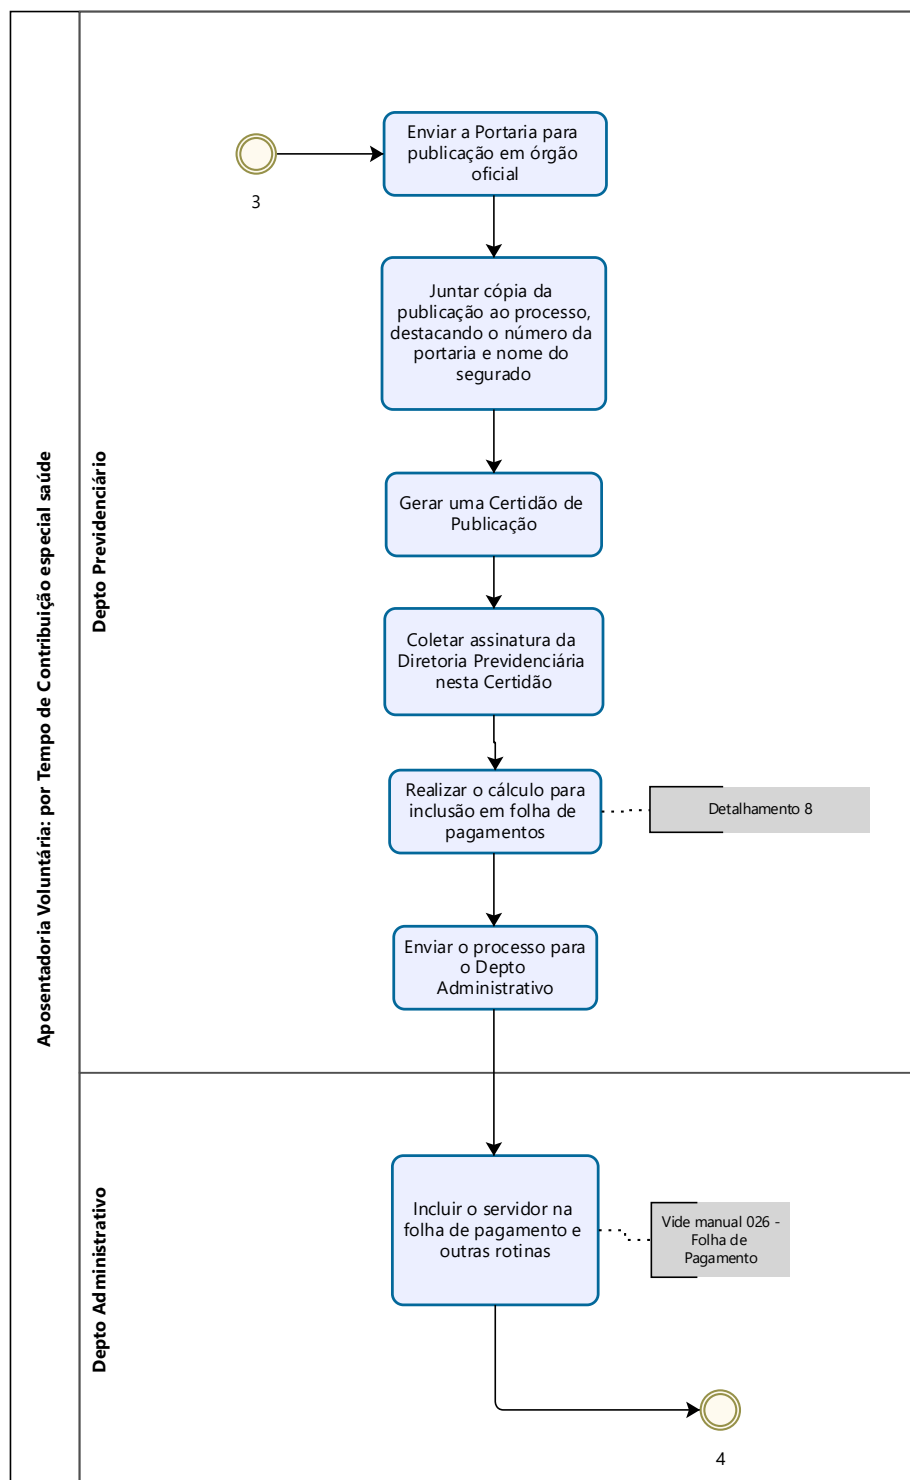 Aposentadoria Voluntária: por Tempo de Contribuição especial saúde
Depto Previdenciário
3
Enviar a Portaria para
publicação em órgão
oficial
Juntar cópia da
publicação ao processo,
destacando o número da
portaria e nome do
segurado
Gerar uma Certidão de
Publicação
Coletar assinatura da
Diretoria Previdenciária
nesta Certidão
Realizar o cálculo para
inclusão em folha de
pagamentos
Detalhamento 8
Enviar o processo para
o Depto
Administrativo
Depto Administrativo
Incluir o servidor na
folha de pagamento e
outras rotinas
Vide manual 026 -
Folha de
Pagamento
4